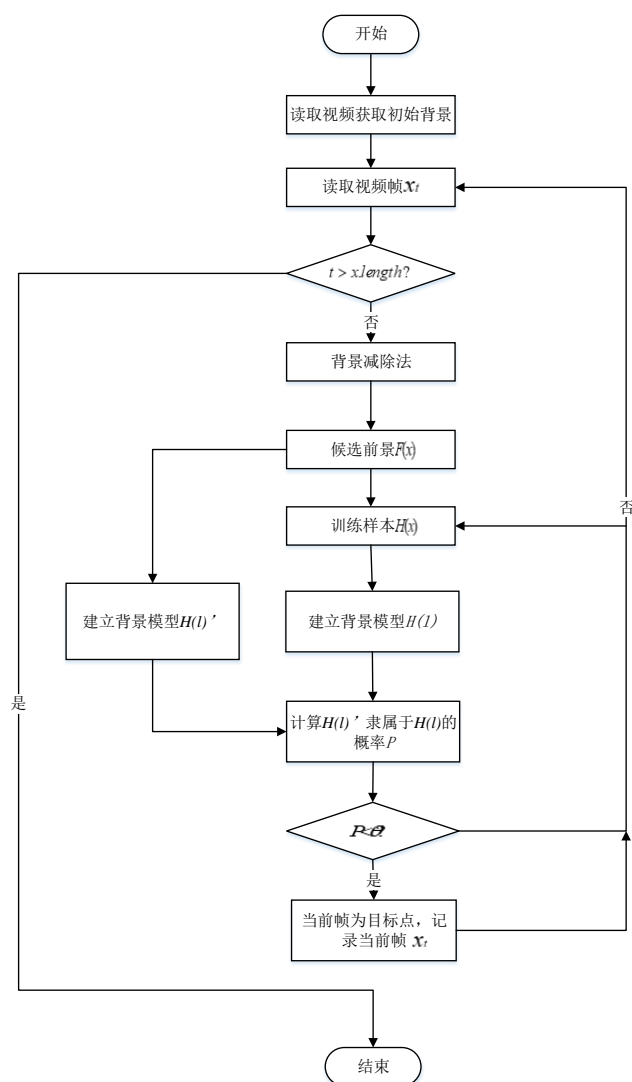 开始
读取视频获取初始背景
读取视频帧xₜ
t > x.length?
否
背景减除法
候选前景F(x)
训练样本H(x)
否
建立背景模型H(l)’
建立背景模型H(l)
是
计算H(l)’隶属于H(l)的
概率P
P<θ?
是
当前帧为目标点，记
录当前帧 xₜ
结束